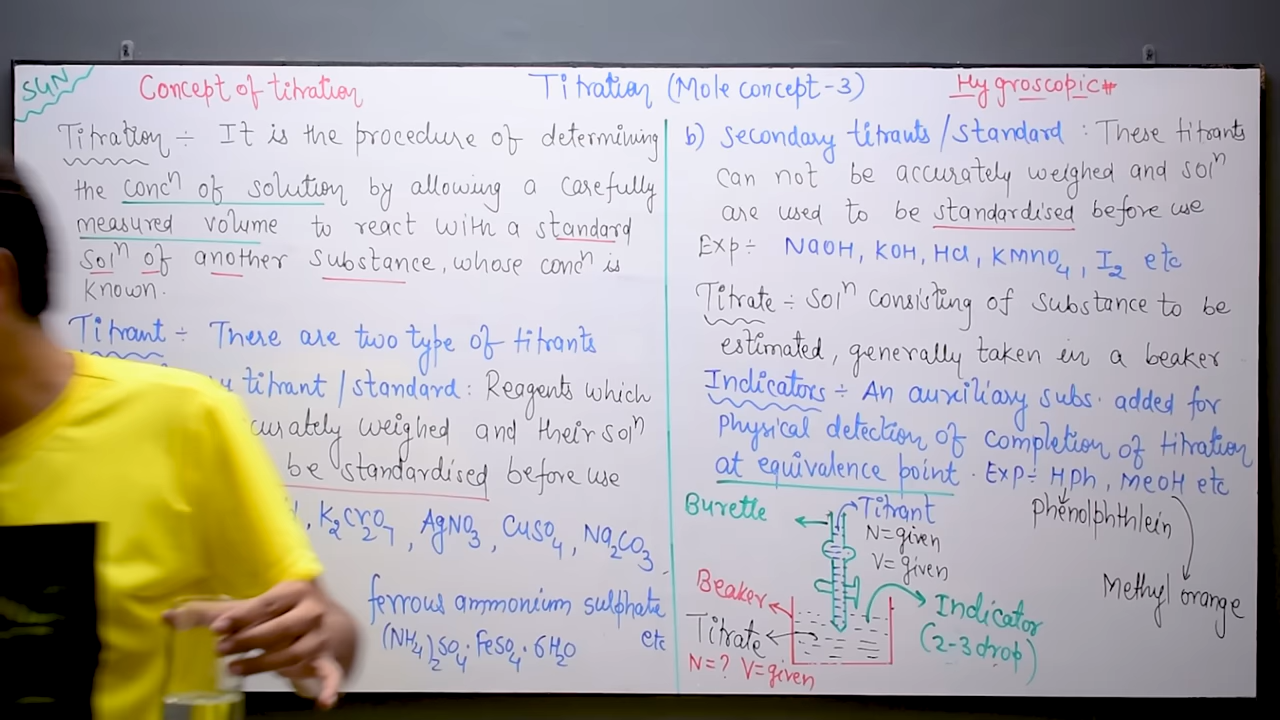 SGN
Concept of titration
Titration (Mole concept-3)
Hygroscopic#
Titration ÷ It is the procedure of determining
the concⁿ of solution by allowing a carefully
measured volume to react with a standard
solⁿ of another substance, whose concⁿ is
known.
Titrant ÷ There are two type of titrants
titrant / standard : Reagents which
weighed and their solⁿ
be standardised before use
, K₂Cr₂O₇, AgNO₃, CuSO₄, Na₂CO₃,
ferrous ammonium sulphate
(NH₄)₂SO₄·FeSO₄·6H₂O etc
b) Secondary titrants / Standard : These titrants
can not be accurately weighed and solⁿ
are used to be standardised before use
Exp ÷ NaOH, KOH, HCl, KMnO₄, I₂ etc
Titrate ÷ Solⁿ consisting of substance to be
estimated, generally taken in a beaker
Indicators ÷ An auxiliary subs. added for
Physical detection of completion of titration
at equivalence point. Exp ÷ HPh, MeOH etc
Phenolphthlein
Methyl orange
Burette
Titrant
N=given
V=given
Beaker
Titrate
N=? V=given
Indicator
(2-3 drop)